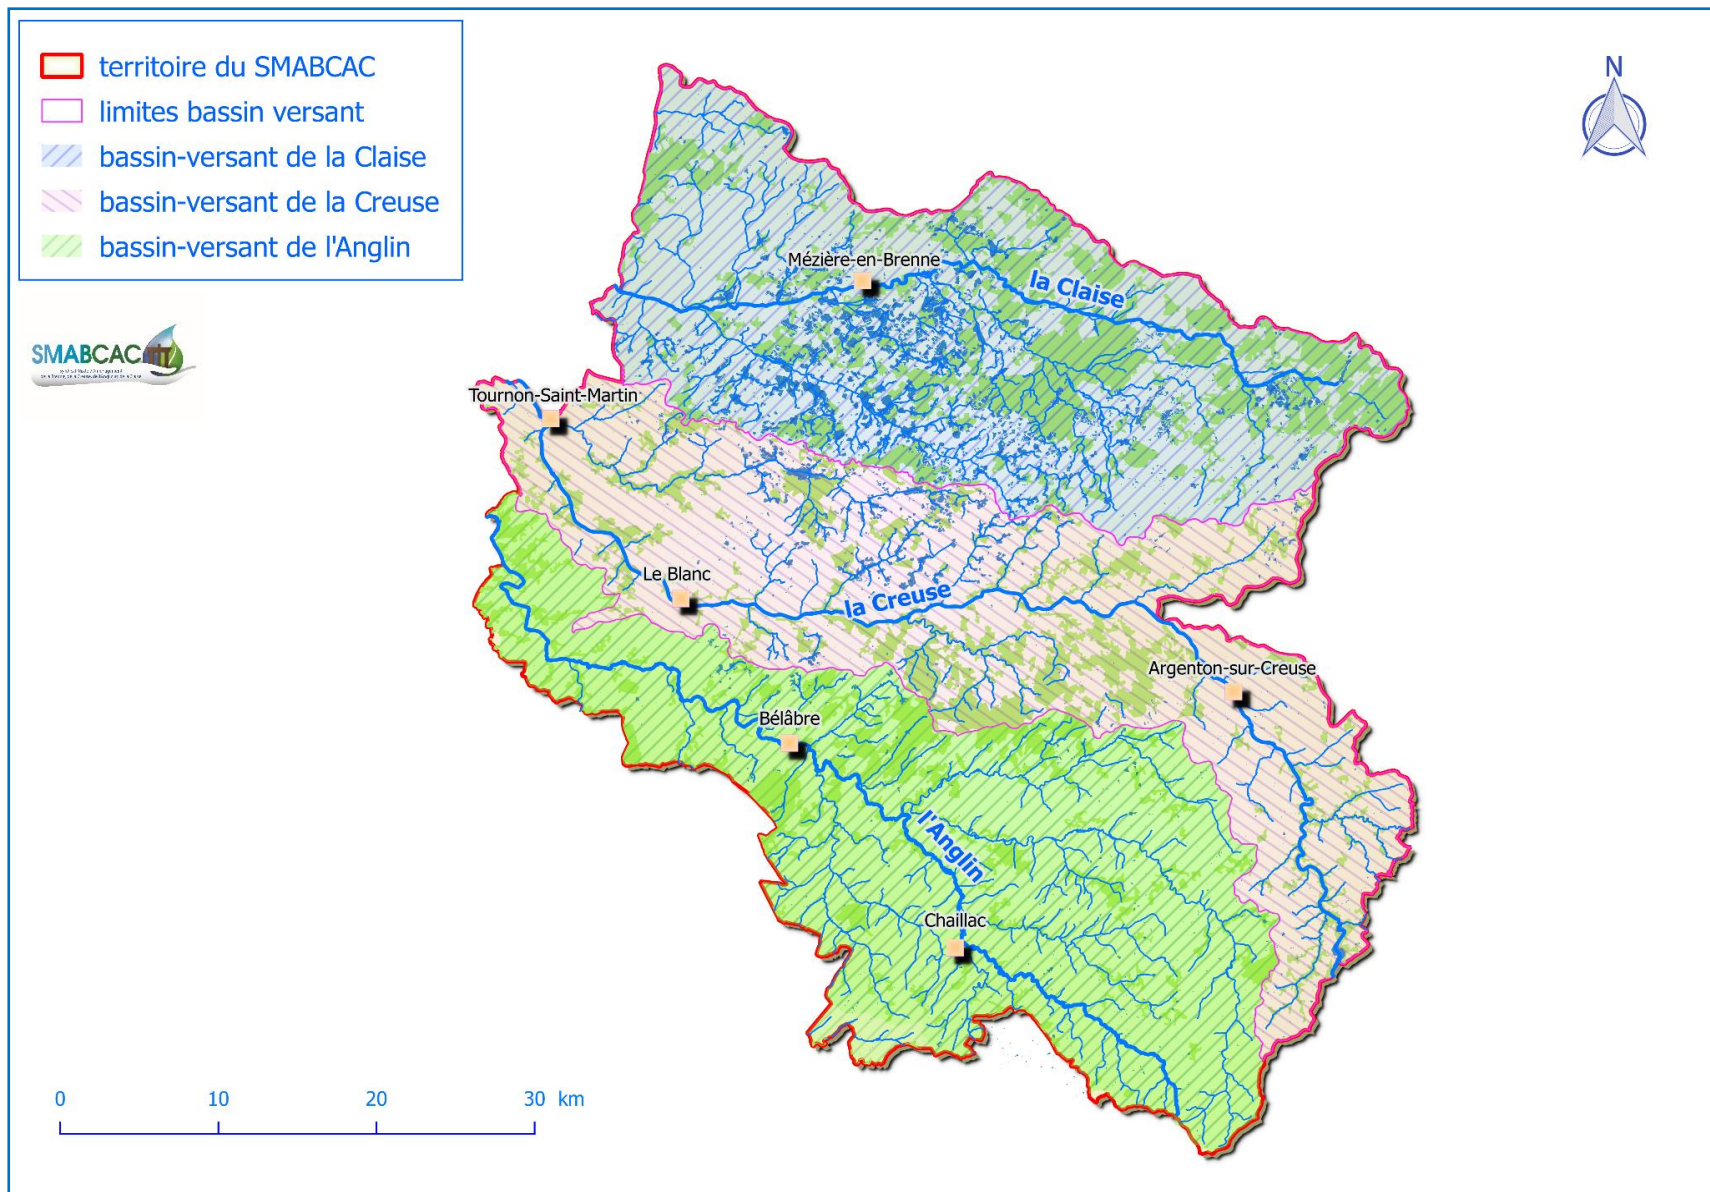 territoire du SMABCAC
limites bassin versant
bassin-versant de la Claise
bassin-versant de la Creuse
bassin-versant de l'Anglin
N
SMABCAC
Mézière-en-Brenne
la Claise
Tournon-Saint-Martin
Le Blanc
la Creuse
Argenton-sur-Creuse
Bélâbre
l'Anglin
Chaillac
0 10 20 30 km